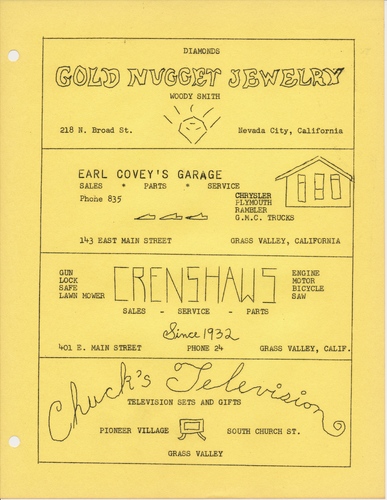 DIAMONDS
GOLD NUGGET JEWELRY
WOODY SMITH
218 N. Broad St. Nevada City, California
EARL COVEY'S GARAGE
SALES * PARTS * SERVICE
Phone 835
CHRYSLER
PLYMOUTH
RAMBLER
G.M.C. TRUCKS
143 EAST MAIN STREET GRASS VALLEY, CALIFORNIA
GUN
LOCK
SAFE
LAWN MOWER
CRENSHAWS
ENGINE
MOTOR
BICYCLE
SAW
SALES - SERVICE - PARTS
Since 1932
401 E. MAIN STREET PHONE 24 GRASS VALLEY, CALIF.
Chuck's Television
TELEVISION SETS AND GIFTS
PIONEER VILLAGE SOUTH CHURCH ST.
GRASS VALLEY